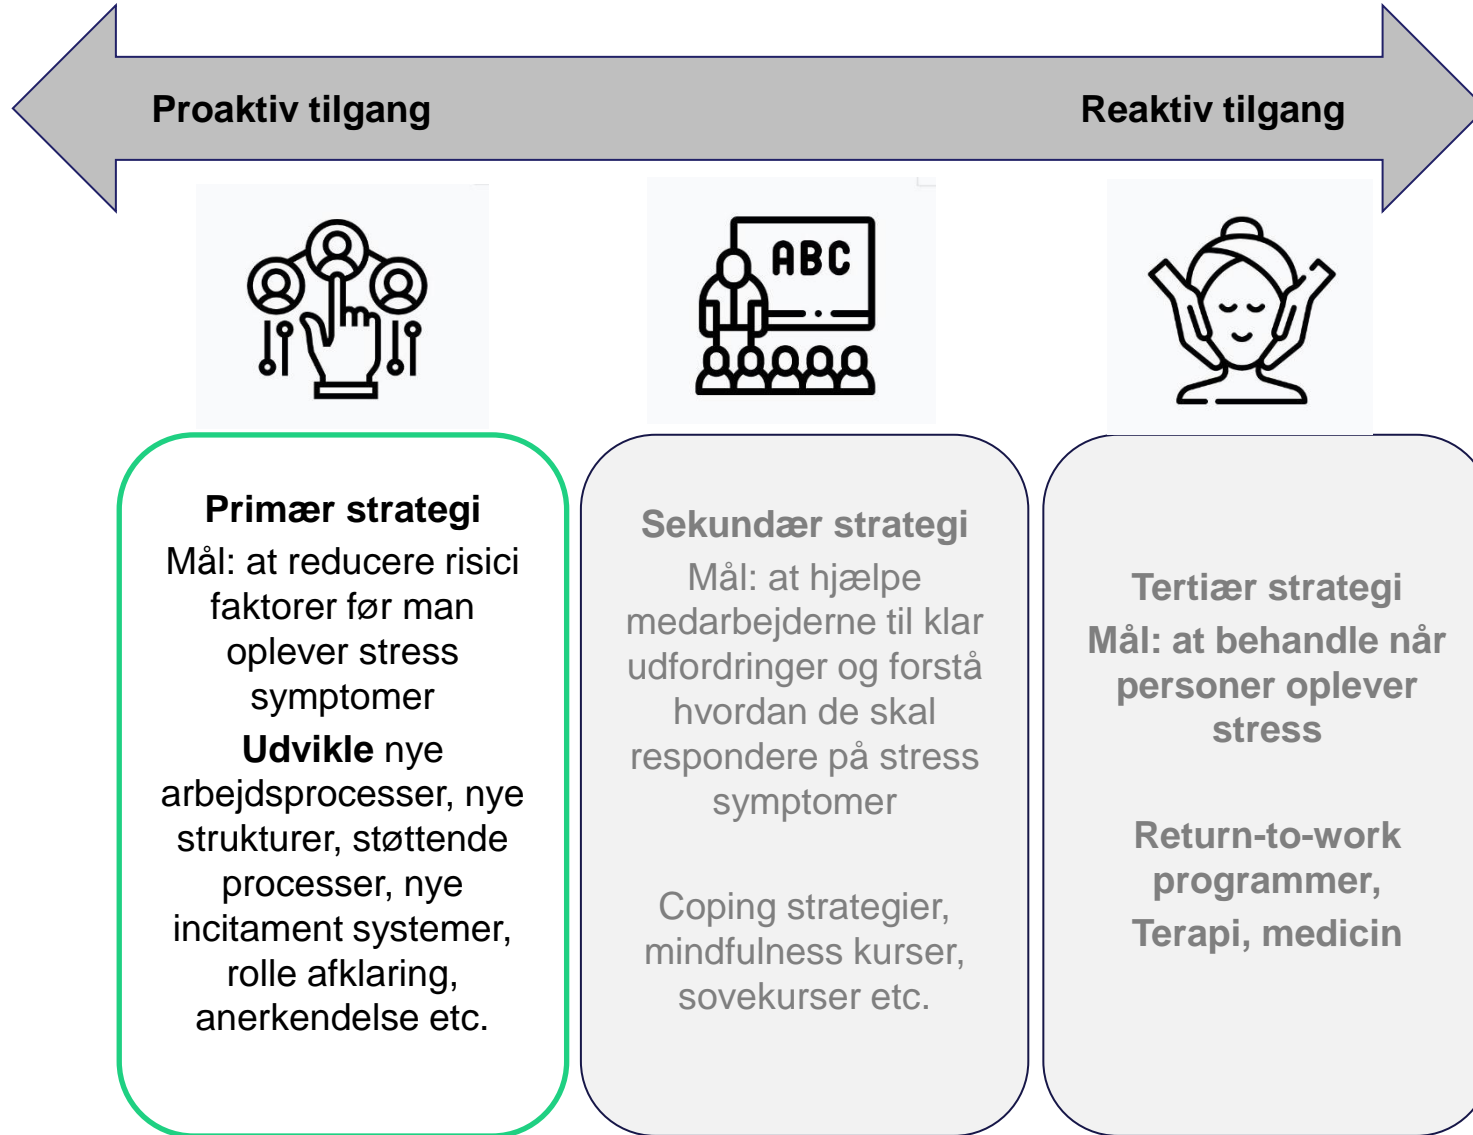 Proaktiv tilgang
Reaktiv tilgang
ABC
Primær strategi
Mål: at reducere risici
faktorer før man
oplever stress
symptomer
Udvikle nye
arbejdsprocesser, nye
strukturer, støttende
processer, nye
incitament systemer,
rolle afklaring,
anerkendelse etc.
Sekundær strategi
Mål: at hjælpe
medarbejderne til klar
udfordringer og forstå
hvordan de skal
respondere på stress
symptomer
Coping strategier,
mindfulness kurser,
sovekurser etc.
Tertiær strategi
Mål: at behandle når
personer oplever
stress
Return-to-work
programmer,
Terapi, medicin